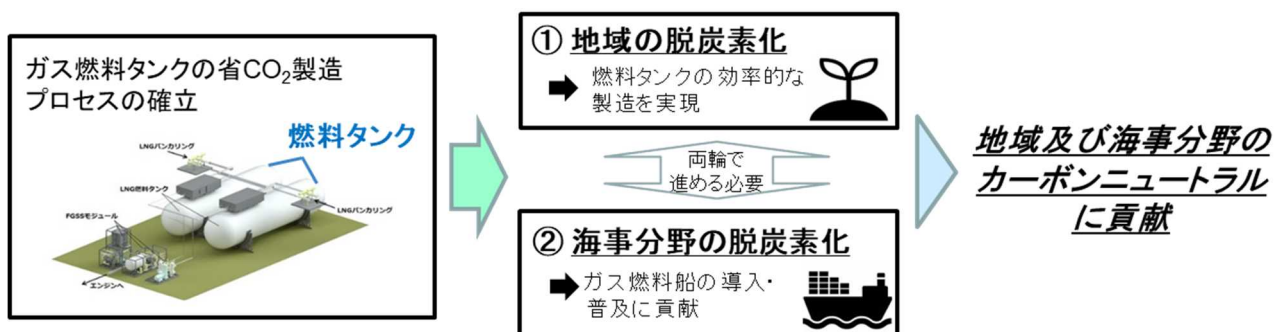 ガス燃料タンクの省CO₂製造
プロセスの確立
燃料タンク
LNGバンカリング
LNG燃料タンク
LNGバンカリング
FGSSモジュール
エンジンへ
① 地域の脱炭素化
燃料タンクの効率的な
製造を実現
両輪で
進める必要
② 海事分野の脱炭素化
ガス燃料船の導入・
普及に貢献
地域及び海事分野の
カーボンニュートラル
に貢献